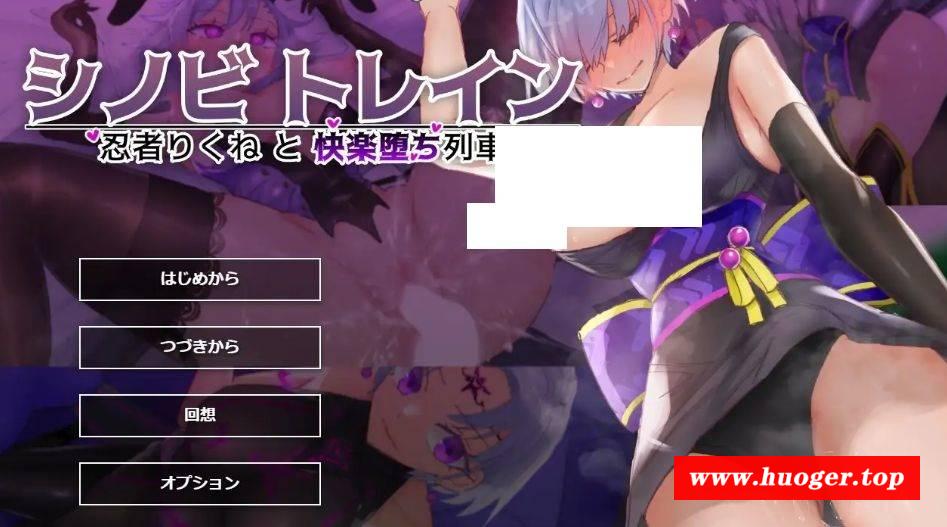 シノビトレイン
忍者りくねと快楽堕ち列車
はじめから
つづきから
回想
オプション
www.huoger.top